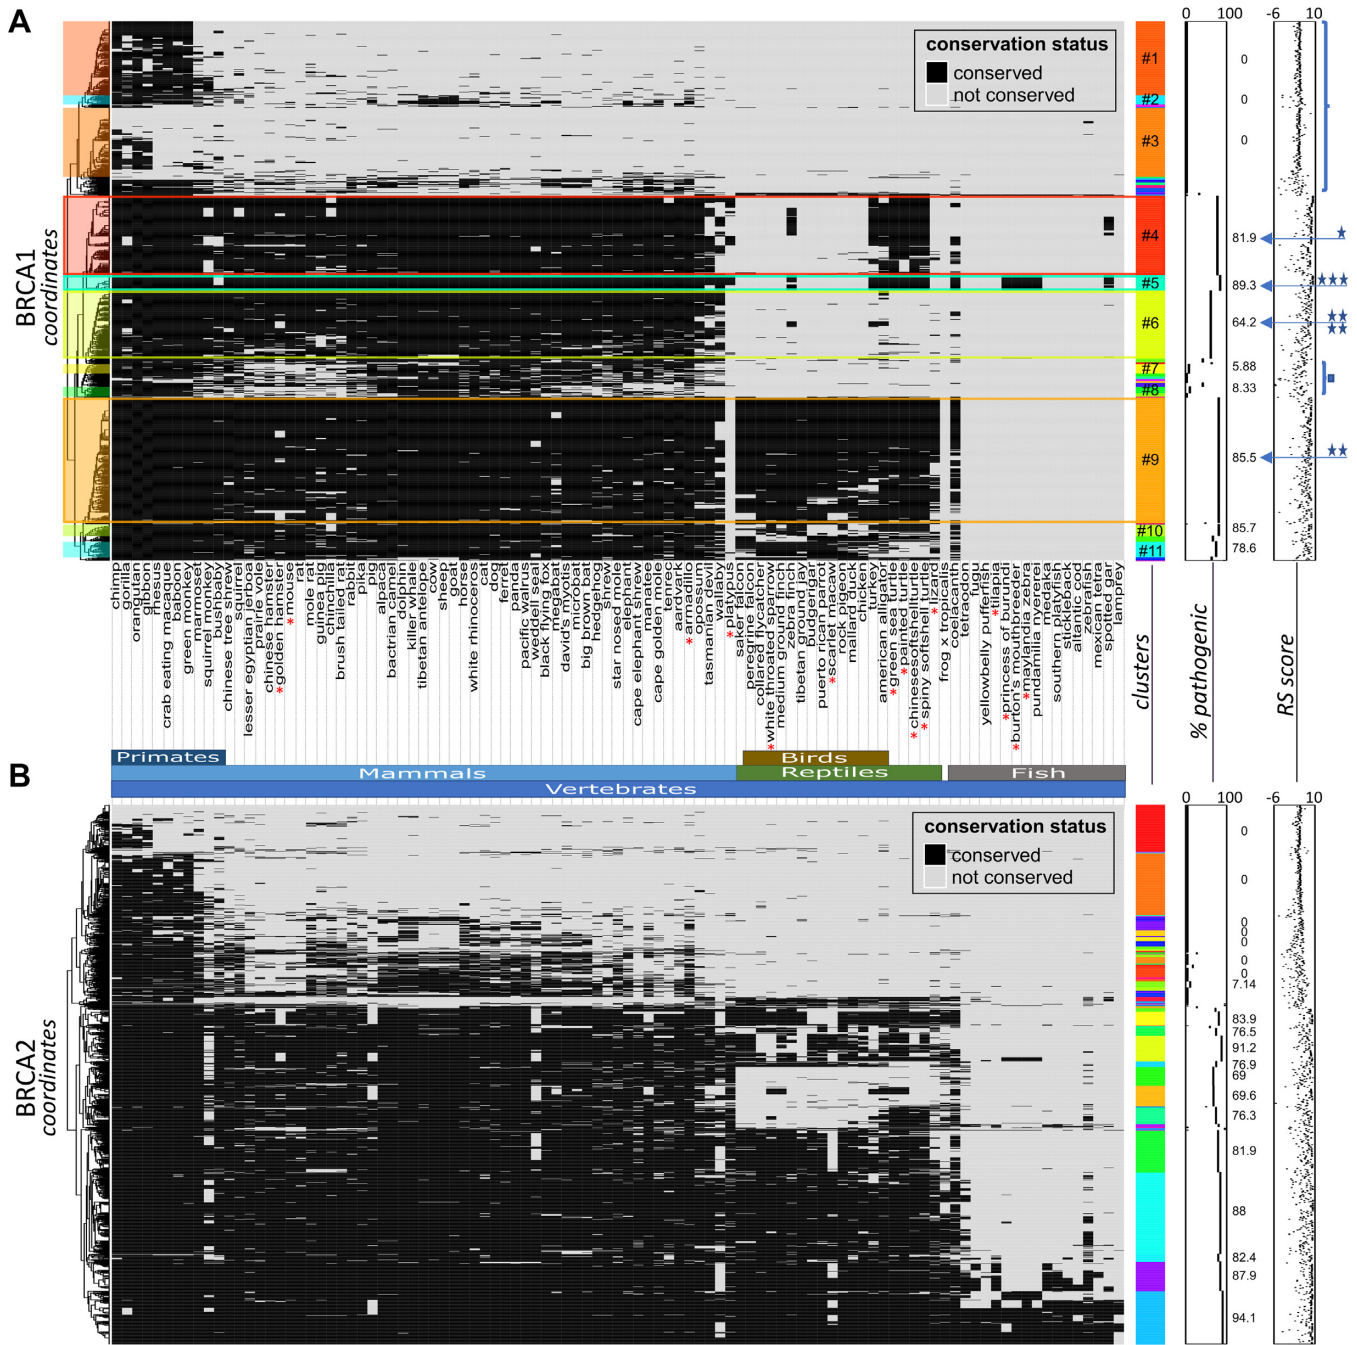 A
BRCA1
coordinates
conservation status
conserved
not conserved
#1
#2
#3
#4
#5
#6
#7
#8
#9
#10
#11
0 100
0
0
0
81.9
89.3
64.2
5.88
8.33
85.5
85.7
78.6
-6 10
chimp
gorilla
orangutan
gibbon
rhesus
crab eating macaque
baboon
green monkey
marmoset
squirrel monkey
bushbaby
chinese tree shrew
squirrel
lesser egyptian jerboa
prairie vole
chinese hamster
*golden hamster
*mouse
rat
mole rat
guinea pig
chinchilla
brush tailed rat
rabbit
pika
pig
alpaca
bactrian camel
dolphin
killer whale
tibetan antelope
cow
sheep
goat
horse
white rhinoceros
cat
dog
ferret
panda
pacific walrus
weddell seal
black flying fox
megabat
david's myotis
microbat
big brown bat
hedgehog
shrew
star nosed mole
elephant
cape elephant shrew
manatee
cape golden mole
tenrec
aardvark
*armadillo
opossum
tasmanian devil
wallaby
*platypus
saker falcon
peregrine falcon
collared flycatcher
*white throated sparrow
medium ground finch
zebra finch
tibetan ground jay
budgerigar
puerto rican parrot
*scarlet macaw
rock pigeon
mallard duck
chicken
turkey
american alligator
*green sea turtle
*painted turtle
*chinesesoftshell turtle
*spiny softshell turtle
*lizard
frog x tropicalis
coelacanth
tetraodon
fugu
yellowbelly pufferfish
*tilapia
*princess of burundi
*burton's mouthbreeder
*maylandia zebra
pundamilia nyererei
medaka
southern platyfish
stickleback
atlantic cod
zebrafish
mexican tetra
spotted gar
lamprey
clusters
% pathogenic
RS score
Primates
Birds
Mammals
Reptiles
Fish
Vertebrates
B
BRCA2
coordinates
conservation status
conserved
not conserved
0 100
0
0
0
0
0
0
0
7.14
83.9
76.5
91.2
76.9
69
69.6
76.3
81.9
88
82.4
87.9
94.1
-6 10